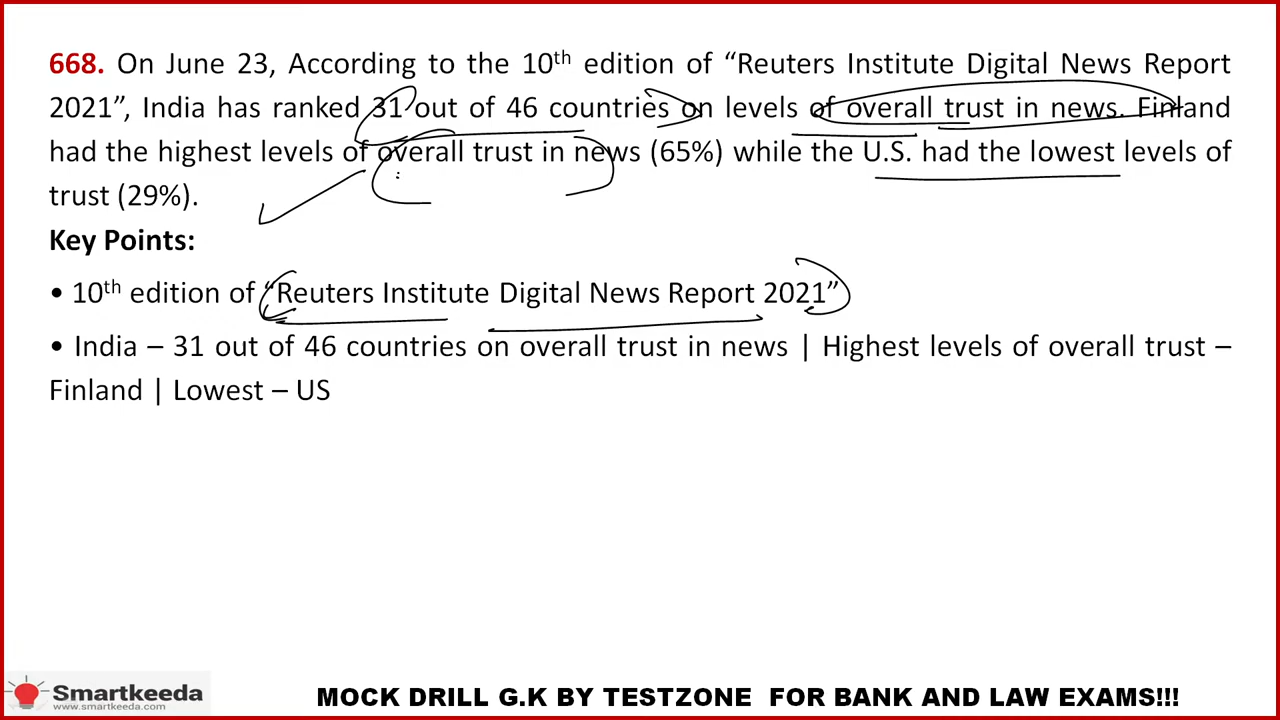 668. On June 23, According to the 10th edition of “Reuters Institute Digital News Report
2021”, India has ranked 31 out of 46 countries on levels of overall trust in news. Finland
had the highest levels of overall trust in news (65%) while the U.S. had the lowest levels of
trust (29%).
Key Points:
• 10th edition of “Reuters Institute Digital News Report 2021”
• India – 31 out of 46 countries on overall trust in news | Highest levels of overall trust –
Finland | Lowest – US
Smartkeeda
www.smartkeeda.com
MOCK DRILL G.K BY TESTZONE FOR BANK AND LAW EXAMS!!!